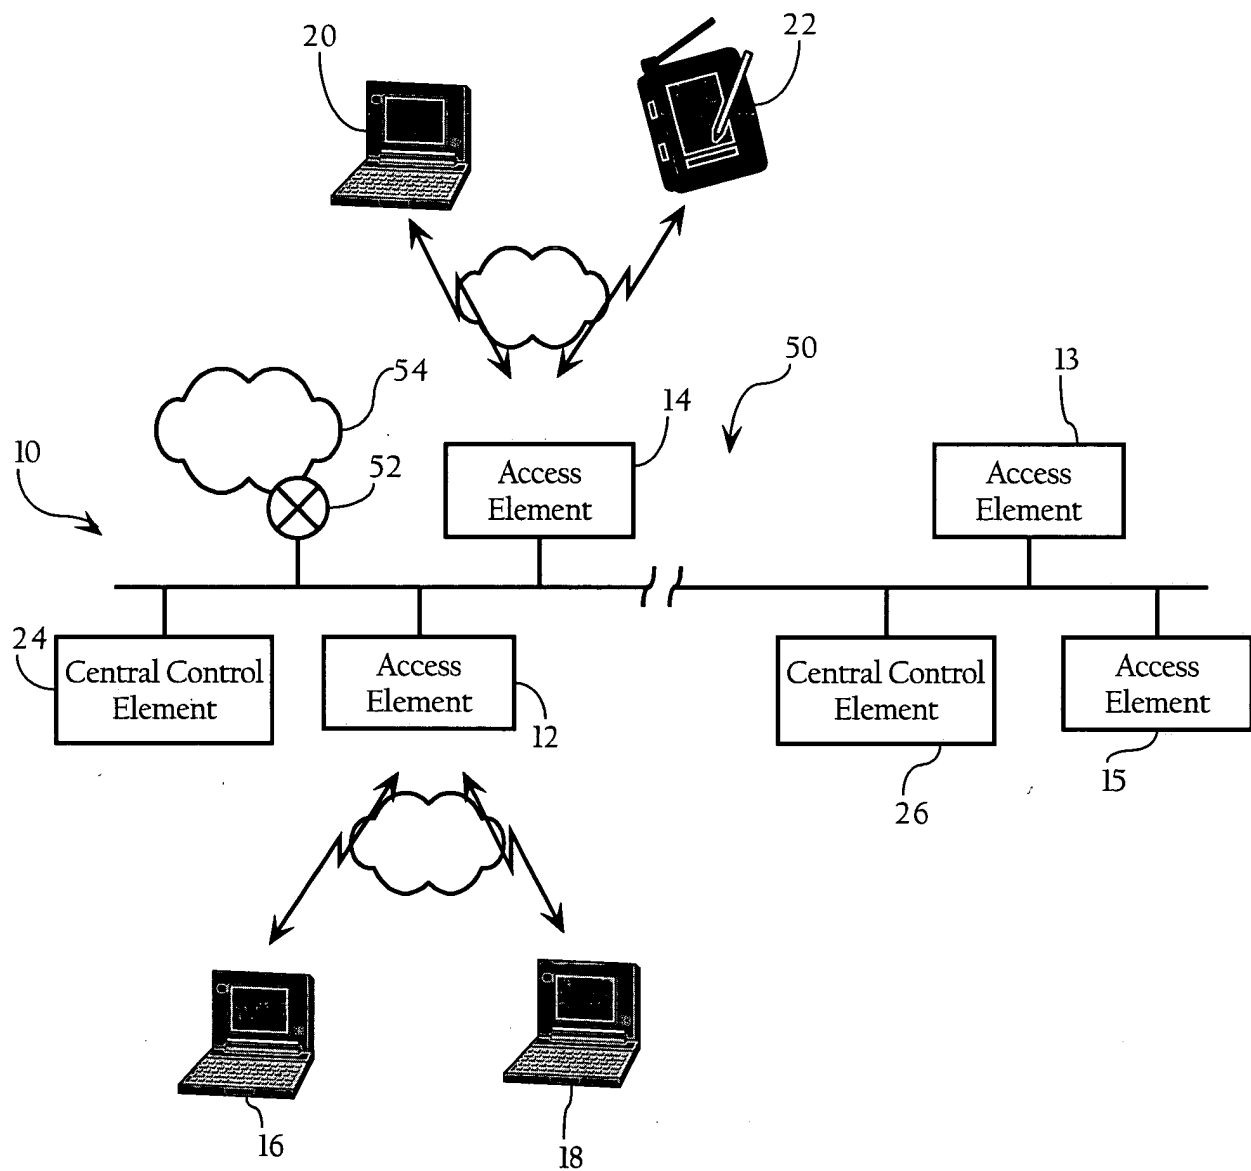 20
22
54
50
13
14
10
52
Access
Element
Access
Element
24
Central Control
Element
Access
Element
12
Central Control
Element
Access
Element
26
15
16
18